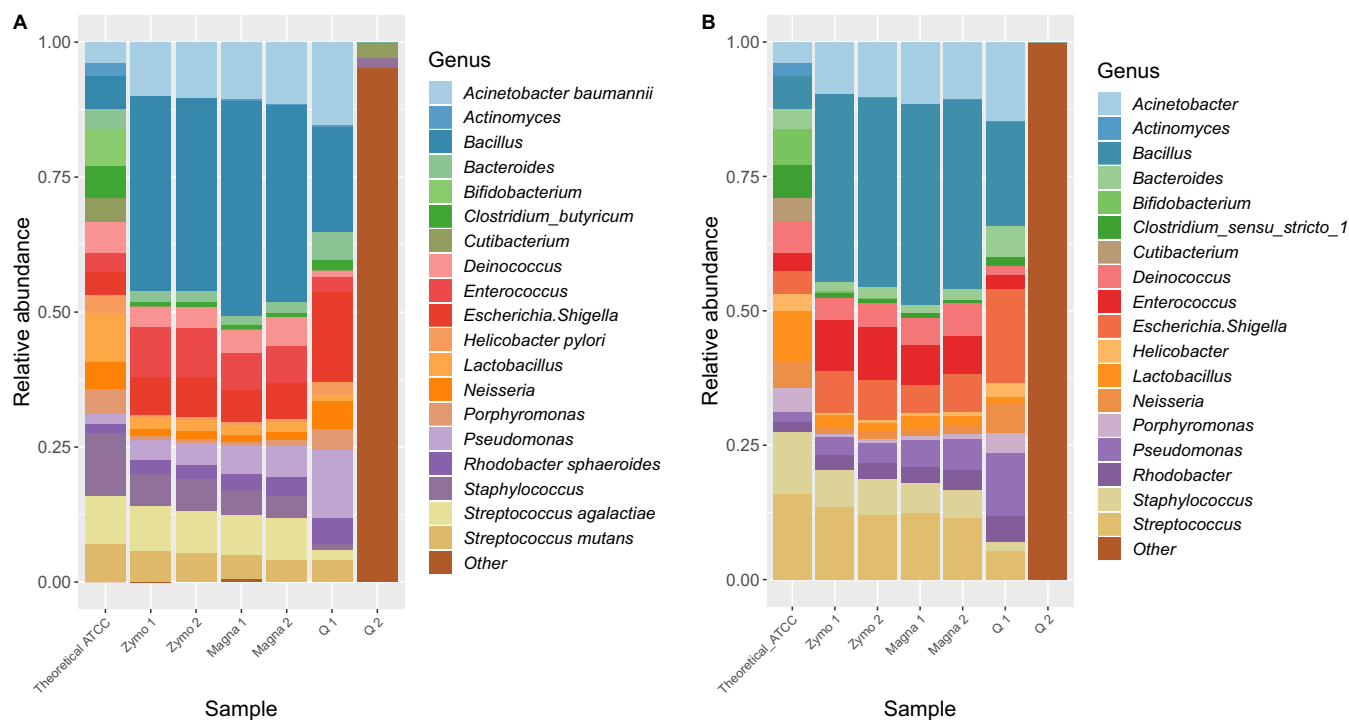 A
1.00
0.75
0.50
0.25
0.00
Relative abundance
Theoretical ATCC
Zymo 1
Zymo 2
Magna 1
Magna 2
Q 1
Q 2
Sample
Genus
Acinetobacter baumannii
Actinomyces
Bacillus
Bacteroides
Bifidobacterium
Clostridium_butyricum
Cutibacterium
Deinococcus
Enterococcus
Escherichia.Shigella
Helicobacter pylori
Lactobacillus
Neisseria
Porphyromonas
Pseudomonas
Rhodobacter sphaeroides
Staphylococcus
Streptococcus agalactiae
Streptococcus mutans
Other
B
1.00
0.75
0.50
0.25
0.00
Relative abundance
Theoretical_ATCC
Zymo 1
Zymo 2
Magna 1
Magna 2
Q 1
Q 2
Sample
Genus
Acinetobacter
Actinomyces
Bacillus
Bacteroides
Bifidobacterium
Clostridium_sensu_stricto_1
Cutibacterium
Deinococcus
Enterococcus
Escherichia.Shigella
Helicobacter
Lactobacillus
Neisseria
Porphyromonas
Pseudomonas
Rhodobacter
Staphylococcus
Streptococcus
Other